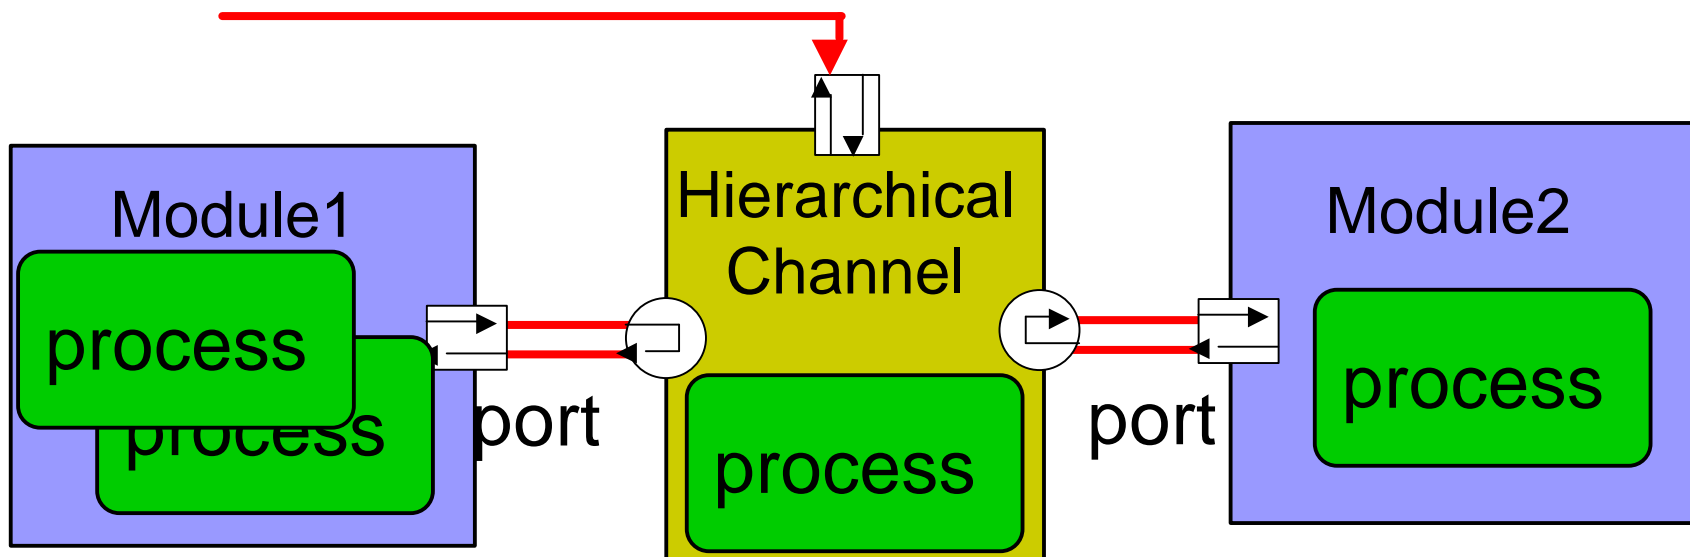 Module1
process
process
port
Hierarchical
Channel
process
port
Module2
process